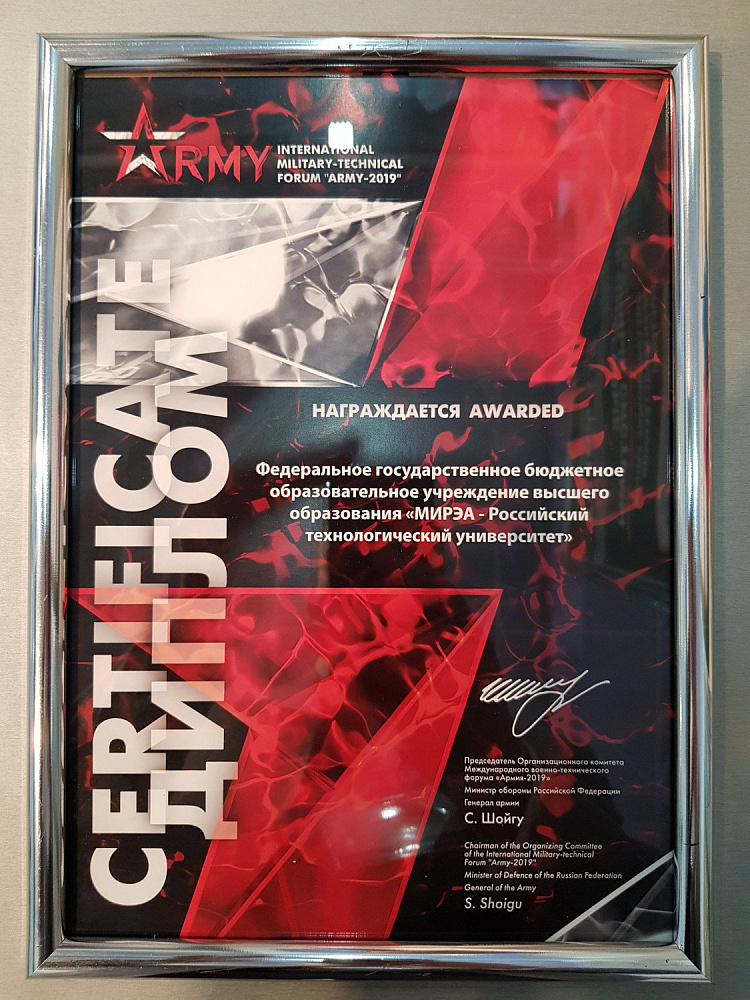 ARMY
INTERNATIONAL
MILITARY-TECHNICAL
FORUM "ARMY-2019"
CERTIFICATE
ДИПЛОМ
НАГРАЖДАЕТСЯ AWARDED
Федеральное государственное бюджетное
образовательное учреждение высшего
образования «МИРЭА - Российский
технологический университет»
Председатель Организационного комитета
Международного военно-технического
форума «Армия-2019»
Министр обороны Российской Федерации
Генерал армии
С. Шойгу
Chairman of the Organizing Committee
of the International Military-technical
Forum "Army-2019"
Minister of Defence of the Russian Federation
General of the Army
S. Shoigu